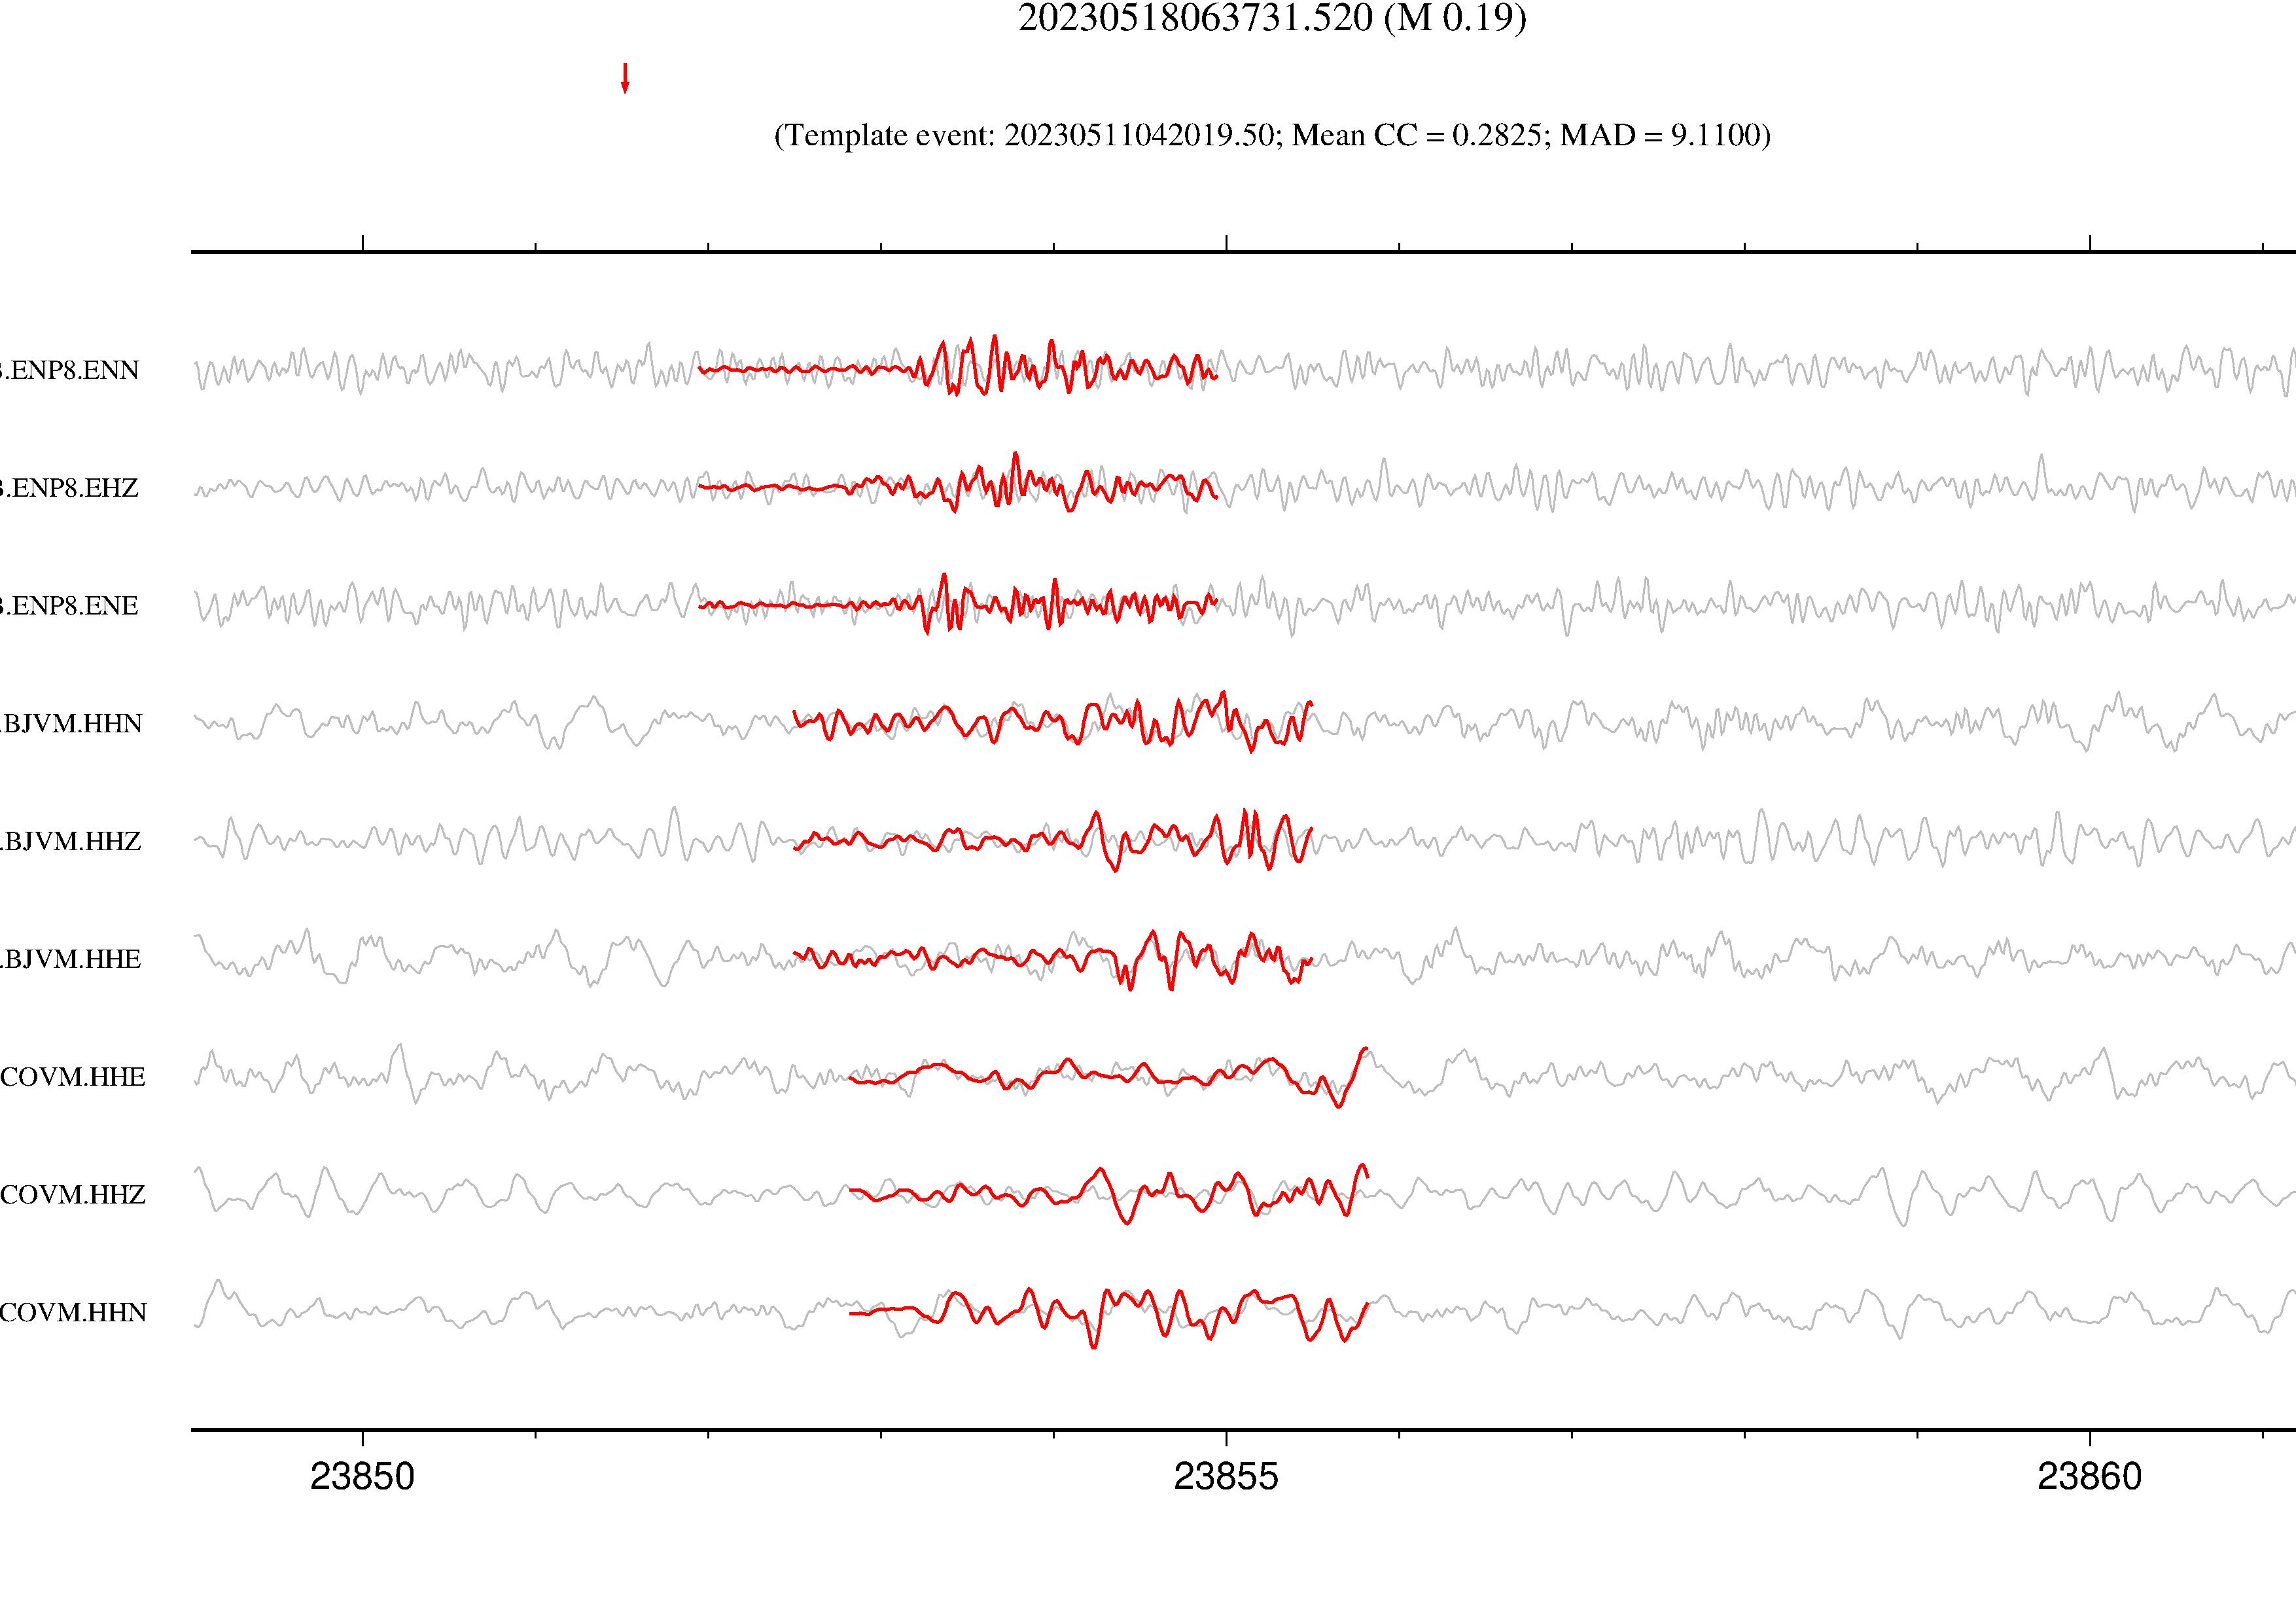 20230518063731.520 (M 0.19)
(Template event: 20230511042019.50; Mean CC = 0.2825; MAD = 9.1100)
.ENP8.ENN
.ENP8.EHZ
.ENP8.ENE
.BJVM.HHN
.BJVM.HHZ
.BJVM.HHE
COVM.HHE
COVM.HHZ
COVM.HHN
23850 23855 23860